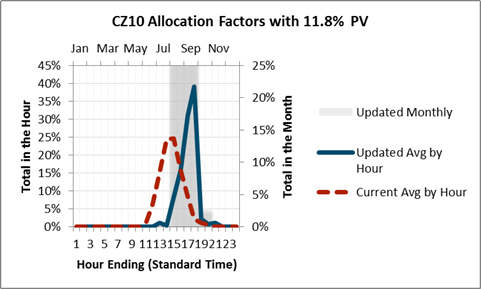 CZ10 Allocation Factors with 11.8% PV
Jan Mar May Jul Sep Nov
45%
40%
35%
30%
25%
20%
15%
10%
5%
0%
Total in the Hour
25%
20%
15%
10%
5%
0%
Total in the Month
1 3 5 7 9 11 13 15 17 19 21 23
Hour Ending (Standard Time)
Updated Monthly
Updated Avg by
Hour
Current Avg by Hour